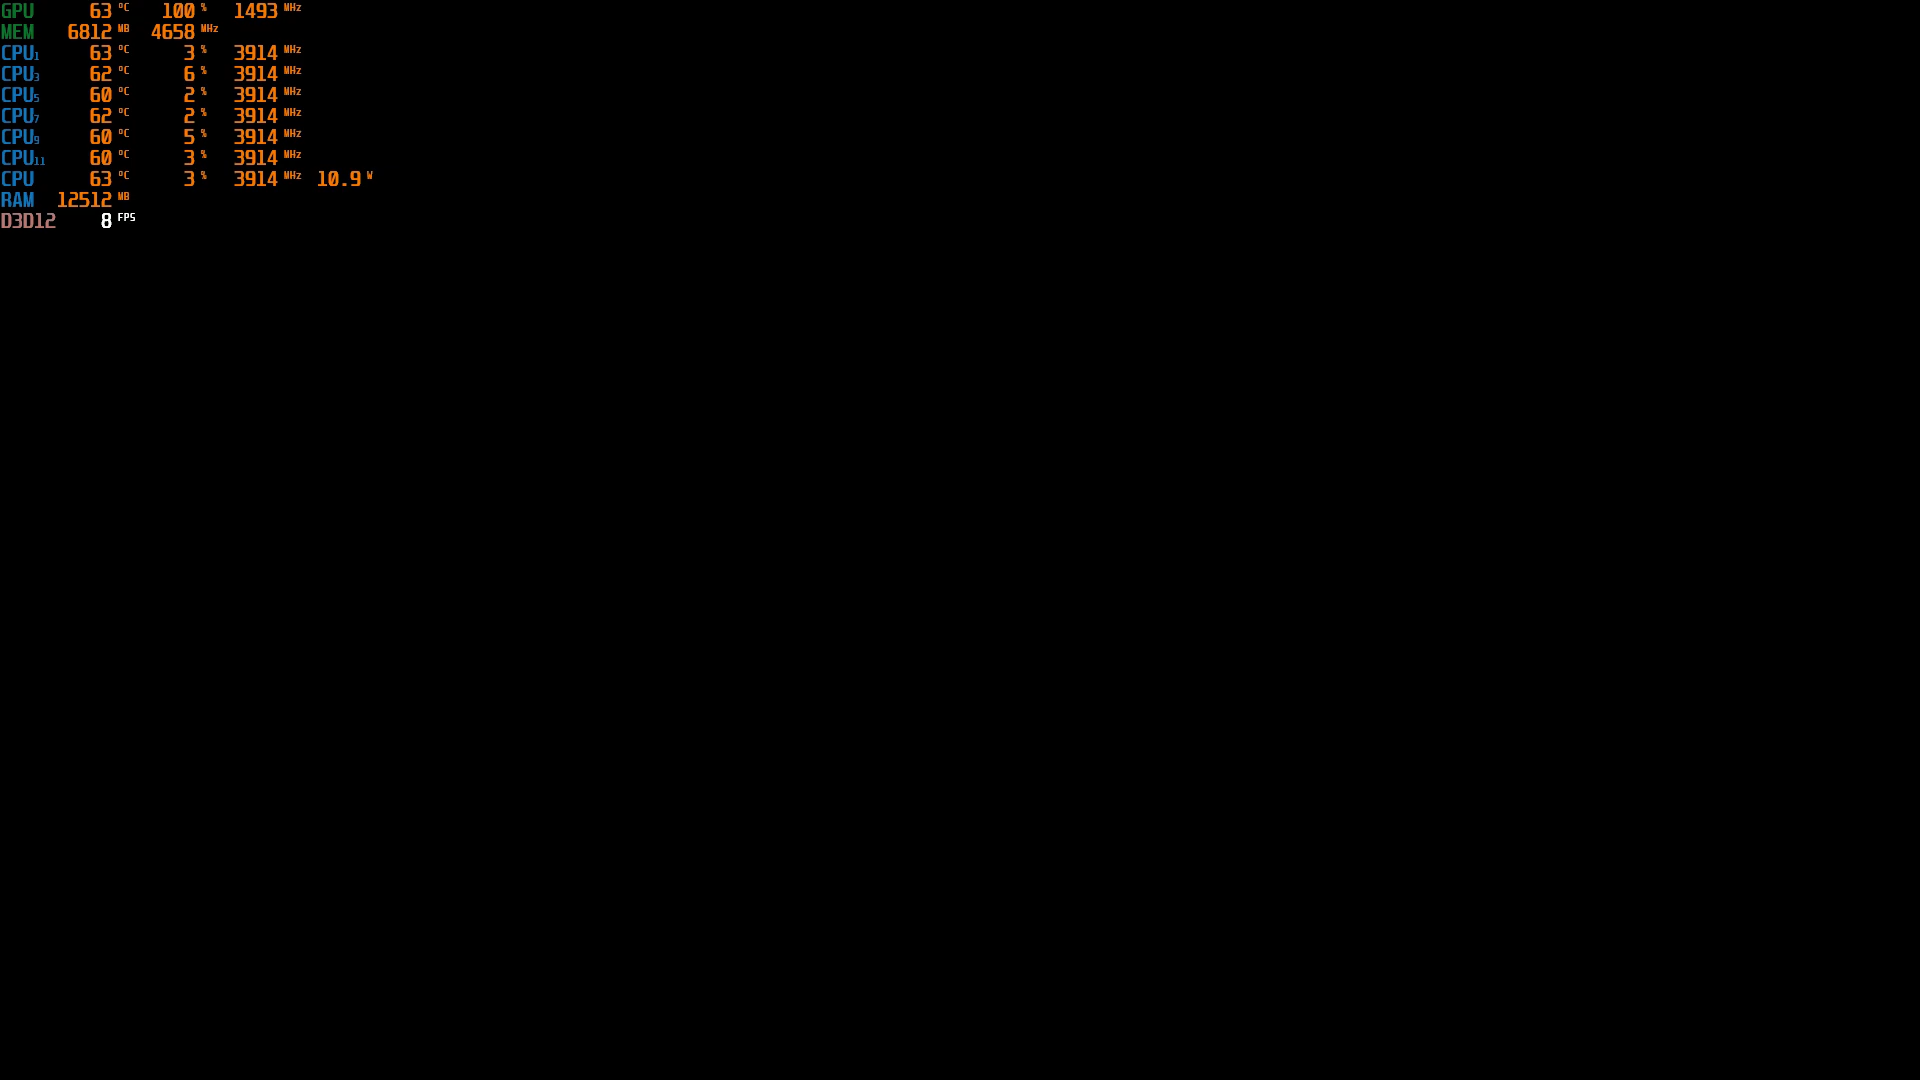 GPU 63 °C 100 % 1493 MHz
MEM 6812 MB 4658 MHz
CPU1 63 °C 3 % 3914 MHz
CPU3 62 °C 6 % 3914 MHz
CPU5 60 °C 2 % 3914 MHz
CPU7 62 °C 2 % 3914 MHz
CPU9 60 °C 5 % 3914 MHz
CPU11 60 °C 3 % 3914 MHz
CPU 63 °C 3 % 3914 MHz 10.9 W
RAM 12512 MB
D3D12 8 FPS